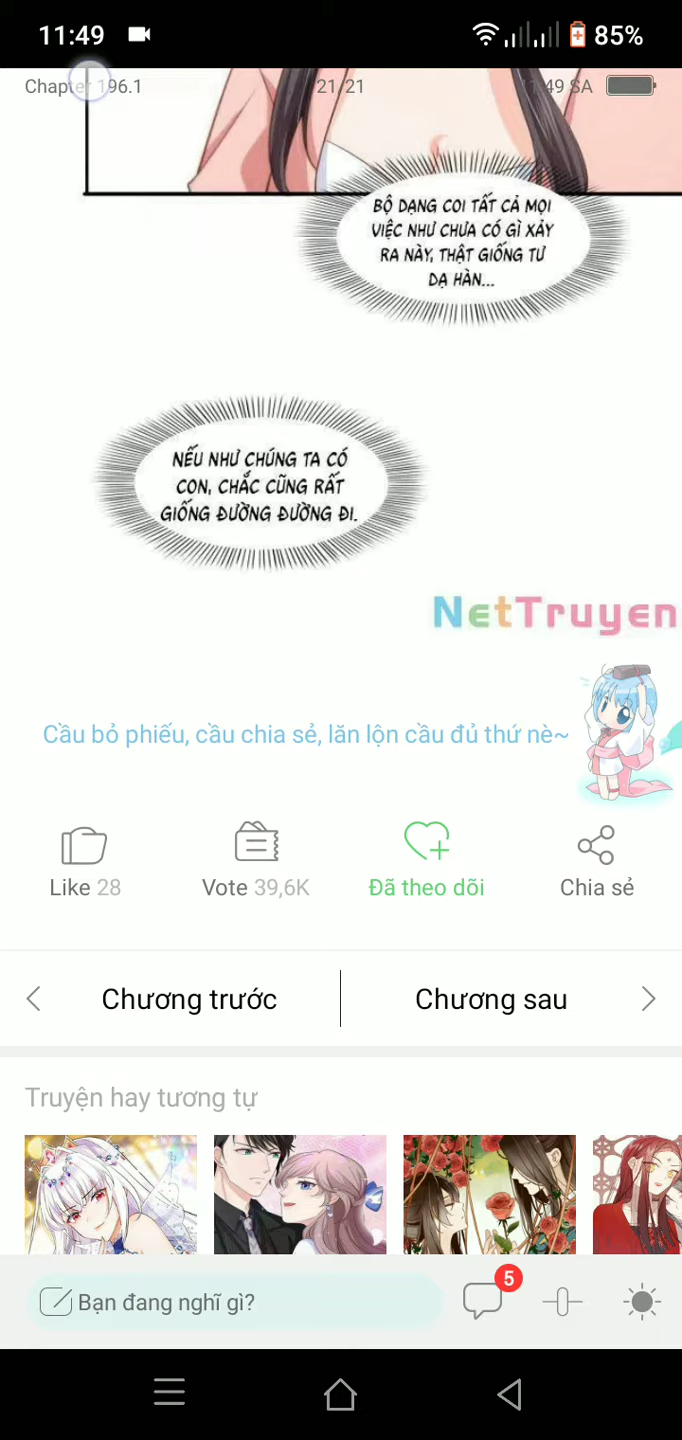 11:49
85%
Chapter 196.1
21/21
11:49 SA
BỘ DẠNG COI TẤT CẢ MỌI
VIỆC NHƯ CHƯA CÓ GÌ XẢY
RA NÀY, THẬT GIỐNG TƯ
DẠ HÀN...
NẾU NHƯ CHÚNG TA CÓ
CON, CHẮC CŨNG RẤT
GIỐNG ĐƯỜNG ĐƯỜNG ĐI.
NetTruyen
Cầu bỏ phiếu, cầu chia sẻ, lăn lộn cầu đủ thứ nè~
Like 28
Vote 39,6K
Đã theo dõi
Chia sẻ
Chương trước
Chương sau
Truyện hay tương tự
Bạn đang nghĩ gì?
5